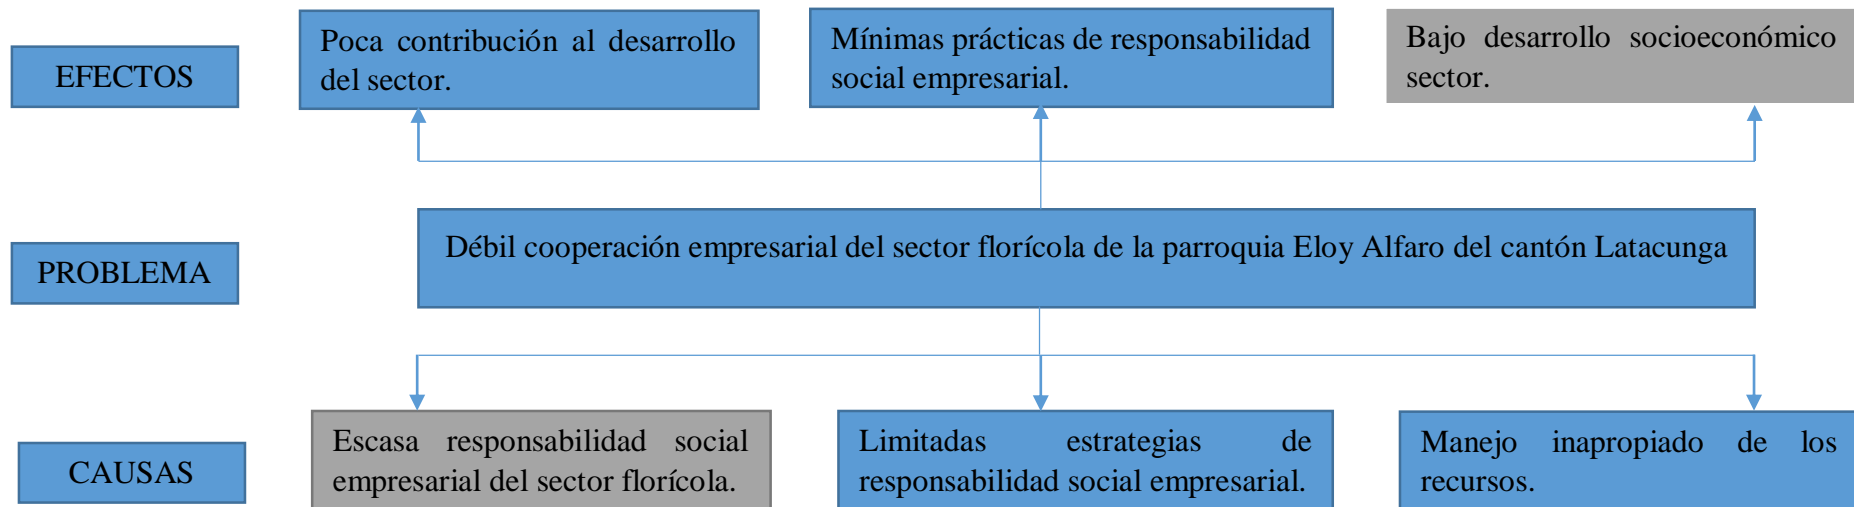 EFECTOS
Poca contribución al desarrollo
del sector.
Mínimas prácticas de responsabilidad
social empresarial.
Bajo desarrollo socioeconómico
sector.
PROBLEMA
Débil cooperación empresarial del sector florícola de la parroquia Eloy Alfaro del cantón Latacunga
CAUSAS
Escasa responsabilidad social
empresarial del sector florícola.
Limitadas estrategias de
responsabilidad social empresarial.
Manejo inapropiado de los
recursos.